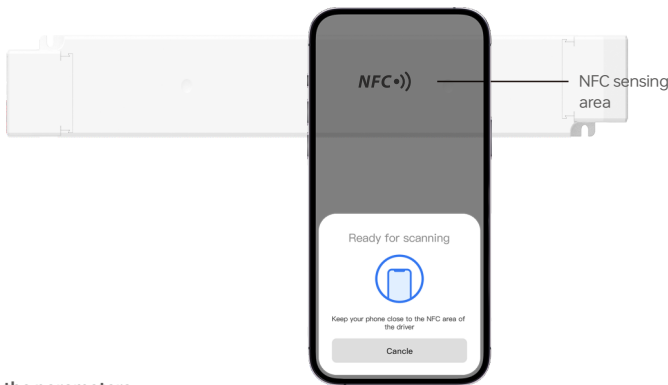 NFC
NFC sensing
area
Ready for scanning
Keep your phone close to the NFC area of
the driver
Cancle